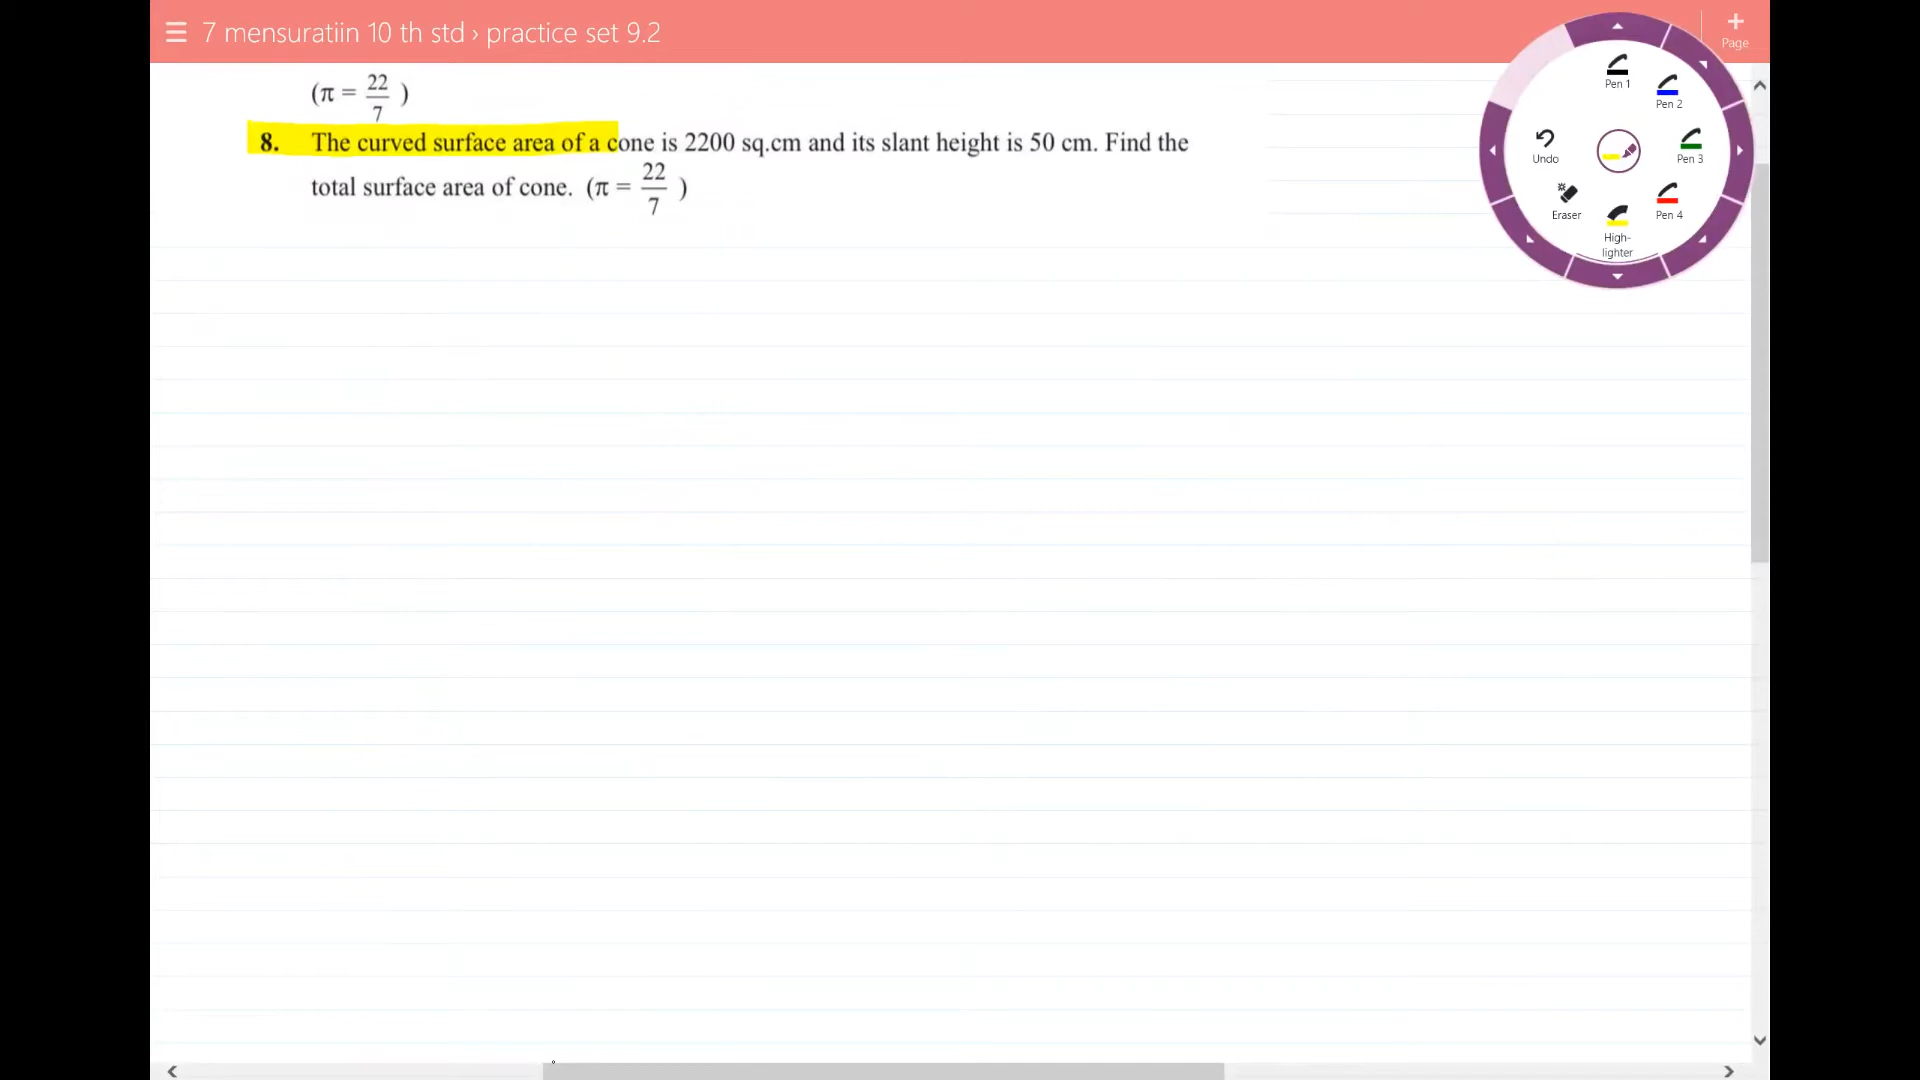 7 mensuratiin 10 th std › practice set 9.2
Page
(π = 22/7 )
8. The curved surface area of a cone is 2200 sq.cm and its slant height is 50 cm. Find the
total surface area of cone. (π = 22/7 )
Pen 1
Pen 2
Undo
Pen 3
Eraser
Pen 4
High-
lighter